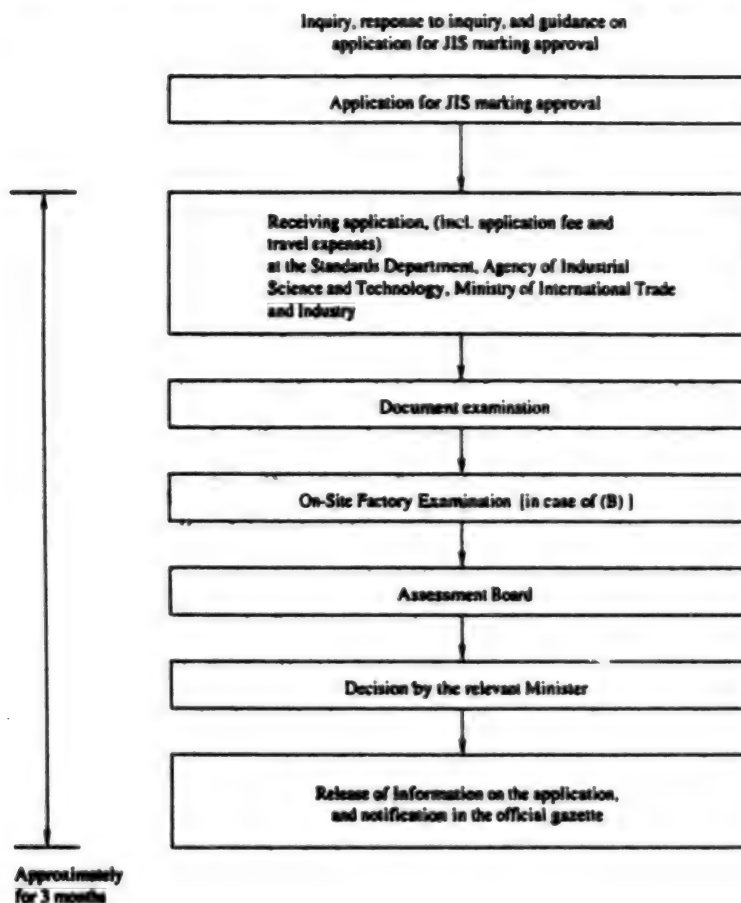 Inquiry, response to inquiry, and guidance on
application for JIS marking approval
Application for JIS marking approval
Receiving application, (incl. application fee and
travel expenses)
at the Standards Department, Agency of Industrial
Science and Technology, Ministry of International Trade
and Industry
Document examination
On-Site Factory Examination [in case of (B) ]
Assessment Board
Decision by the relevant Minister
Release of Information on the application,
and notification in the official gazette
Approximately
for 3 months